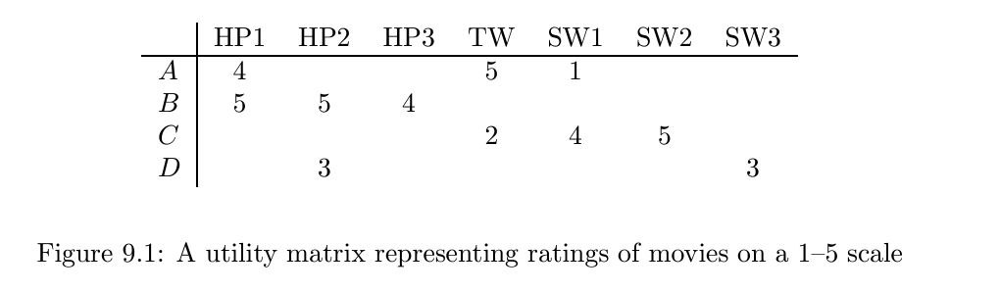 HP1 HP2 HP3 TW SW1 SW2 SW3
A 4 5 1
B 5 5 4
C 2 4 5
D 3 3
Figure 9.1: A utility matrix representing ratings of movies on a 1–5 scale